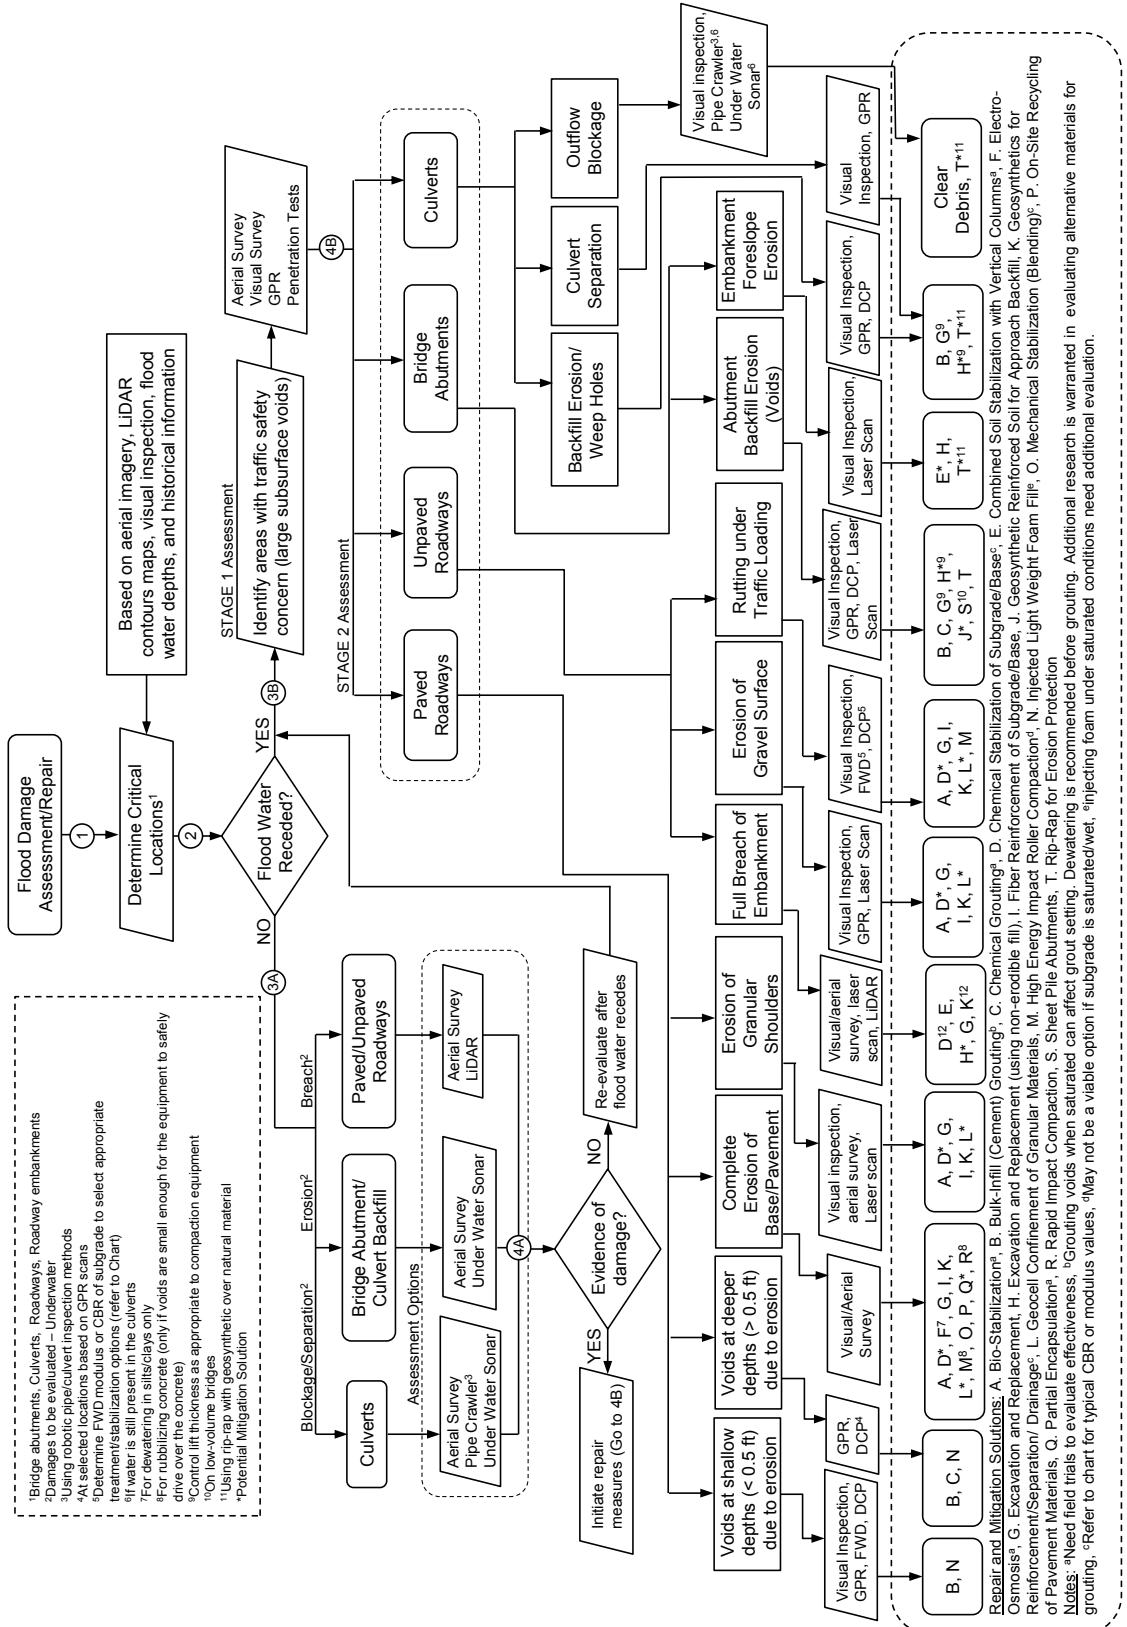 Flood Damage
Assessment/Repair
1
Determine Critical
Locations¹
Based on aerial imagery, LiDAR
contours maps, visual inspection, flood
water depths, and historical information
2
Flood Water
Receded?
NO
YES
3A
3B
¹Bridge abutments, Culverts, Roadways, Roadway embankments
²Damages to be evaluated – Underwater
³Using robotic pipe/culvert inspection methods
⁴At selected locations based on GPR scans
⁵Determine FWD modulus or CBR of subgrade to select appropriate
treatment/stabilization options (refer to Chart)
⁶If water is still present in the culverts
⁷For dewatering in silts/clays only
⁸For rubbilizing concrete (only if voids are small enough for the equipment to safely
drive over the concrete)
⁹Control lift thickness as appropriate to compaction equipment
¹⁰On low-volume bridges
¹¹Using rip-rap with geosynthetic over natural material
*Potential Mitigation Solution
STAGE 1 Assessment
Identify areas with traffic safety
concern (large subsurface voids)
Aerial Survey
Visual Survey
GPR
Penetration Tests
4B
Blockage/Separation²
Erosion²
Breach²
Culverts
Bridge Abutment/
Culvert Backfill
Paved/Unpaved
Roadways
Assessment Options
Aerial Survey
Pipe Crawler³
Under Water Sonar
Aerial Survey
Under Water Sonar
Aerial Survey
LiDAR
4A
Evidence of
damage?
YES
NO
Initiate repair
measures (Go to 4B)
Re-evaluate after
flood water recedes
STAGE 2 Assessment
Paved
Roadways
Unpaved
Roadways
Bridge
Abutments
Culverts
Backfill Erosion/
Weep Holes
Culvert
Separation
Outflow
Blockage
Voids at shallow
depths (< 0.5 ft)
due to erosion
Voids at deeper
depths (> 0.5 ft)
due to erosion
Complete
Erosion of
Base/Pavement
Erosion of
Granular
Shoulders
Full Breach of
Embankment
Erosion of
Gravel Surface
Rutting under
Traffic Loading
Abutment
Backfill Erosion
(Voids)
Embankment
Foreslope
Erosion
Visual inspection,
Pipe Crawler³,⁶
Under Water
Sonar⁶
Visual Inspection,
GPR, FWD, DCP
GPR,
DCP⁴
Visual/Aerial
Survey
Visual inspection,
aerial survey,
Laser scan
Visual/aerial
survey, laser
scan, LiDAR
Visual Inspection,
GPR, Laser Scan
Visual Inspection,
FWD⁵, DCP⁵
Visual Inspection,
GPR, DCP, Laser
Scan
Visual Inspection,
Laser Scan
Visual Inspection,
GPR, DCP
Visual
Inspection, GPR
B, N
B, C, N
A, D*, F⁷, G, I, K,
L*, M⁸, O, P, Q*, R⁸
A, D*, G,
I, K, L*
D¹², E,
H*, G, K¹²
A, D*, G,
I, K, L*
A, D*, G, I,
K, L*, M
B, C, G⁹, H*⁹,
J*, S¹⁰, T
E*, H,
T*¹¹
B, G⁹,
H*⁹, T*¹¹
Clear
Debris, T*¹¹
Repair and Mitigation Solutions: A. Bio-Stabilizationᵃ, B. Bulk-Infill (Cement) Groutingᵇ, C. Chemical Groutingᵃ, D. Chemical Stabilization of Subgrade/Baseᶜ, E. Combined Soil Stabilization with Vertical Columnsᵃ, F. Electro-
Osmosisᵃ, G. Excavation and Replacement, H. Excavation and Replacement (using non-erodible fill), I. Fiber Reinforcement of Subgrade/Base, J. Geosynthetic Reinforced Soil for Approach Backfill, K. Geosynthetics for
Reinforcement/Separation/ Drainageᶜ, L. Geocell Confinement of Granular Materials, M. High Energy Impact Roller Compactionᵈ, N. Injected Light Weight Foam Fillᵉ, O. Mechanical Stabilization (Blending)ᶜ, P. On-Site Recycling
of Pavement Materials, Q. Partial Encapsulationᵃ, R. Rapid Impact Compaction, S. Sheet Pile Abutments, T. Rip-Rap for Erosion Protection
Notes: ᵃNeed field trials to evaluate effectiveness, ᵇGrouting voids when saturated can affect grout setting. Dewatering is recommended before grouting. Additional research is warranted in evaluating alternative materials for
grouting, ᶜRefer to chart for typical CBR or modulus values, ᵈMay not be a viable option if subgrade is saturated/wet, ᵉInjecting foam under saturated conditions need additional evaluation.